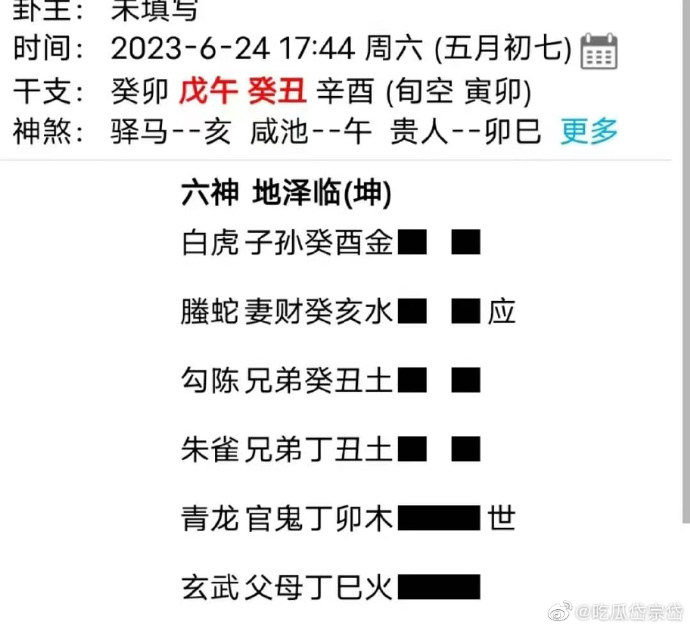 卦主： 未填写
时间： 2023-6-24 17:44 周六 (五月初七)
干支： 癸卯 戊午 癸丑 辛酉 (旬空 寅卯)
神煞： 驿马--亥 咸池--午 贵人--卯巳 更多
六神 地泽临(坤)
白虎 子孙癸酉金
螣蛇 妻财癸亥水 应
勾陈 兄弟癸丑土
朱雀 兄弟丁丑土
青龙 官鬼丁卯木 世
玄武 父母丁巳火
@吃瓜岱宗岱